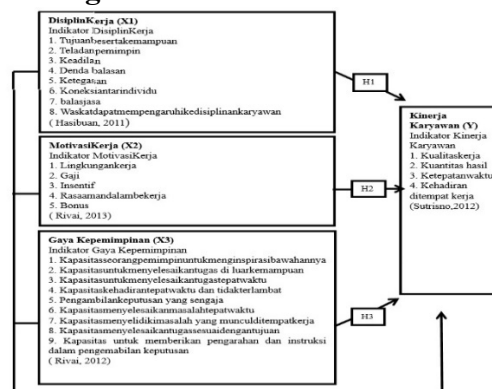 DisiplinKerja (X1)
Indikator DisiplinKerja
1. Tujuanbesertakemampuan
2. Teladanpemimpin
3. Keadilan
4. Denda balasan
5. Ketegasan
6. Koneksiantarindividu
7. balasjasa
8. Waskatdapatmempengaruhikedisiplinankaryawan
( Hasibuan, 2011)
H1
MotivasiKerja (X2)
Indikator MotivasiKerja
1. Lingkungankerja
2. Gaji
3. Insentif
4. Rasaamandalambekerja
5. Bonus
( Rivai, 2013)
H2
Gaya Kepemimpinan (X3)
Indikator Gaya Kepemimpinan
1. Kapasitasseorangpemimpinuntukmenginspirasibawahannya
2. Kapasitasuntukmenyelesaikantugas di luarkemampuan
3. Kapasitasuntukmenyelesaikantugastepatwaktu
4. Kapasitaskehadirantepatwaktu dan tidakterlambat
5. Pengambilankeputusan yang sengaja
6. Kapasitasmenyelesaikanmasalahtepatwaktu
7. Kapasitasmenyelidikimasalah yang munculditempatkerja
8. Kapasitas menyelesaikantugassesuaidengantujuan
9. Kapasitas untuk memberikan pengarahan dan instruksi
dalam pengemabilan keputusan
( Rivai, 2012)
H3
Kinerja
Karyawan (Y)
Indikator Kinerja
Karyawan
1. Kualitaskerja
2. Kuantitas hasil
3. Ketepatanwaktu
4. Kehadiran
ditempat kerja
(Sutrisno,2012)